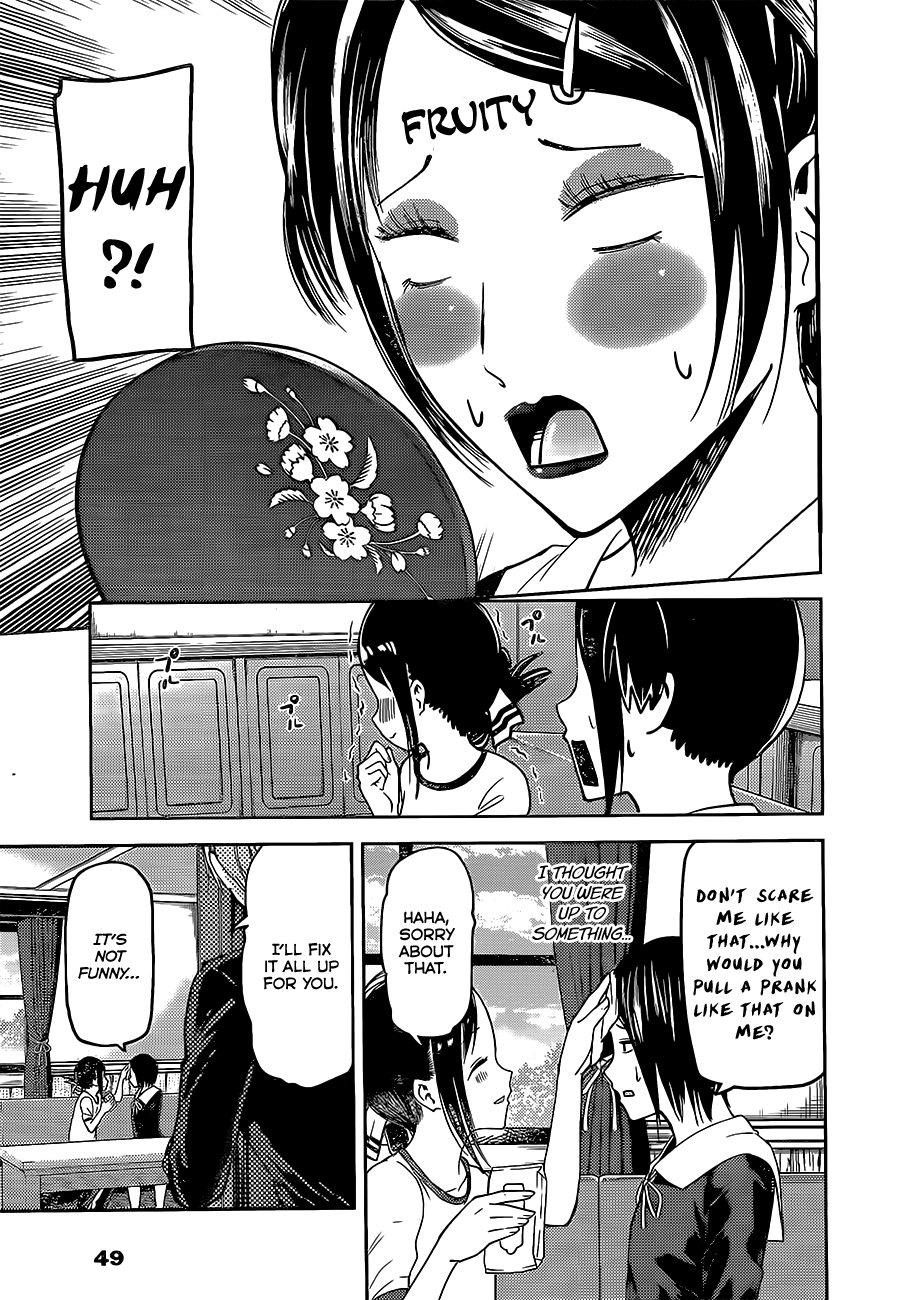 FRUITY
HUH
?!
プル
プル
プル
DON'T SCARE
ME LIKE
THAT...WHY
WOULD YOU
PULL A PRANK
LIKE THAT ON
ME?
I THOUGHT
YOU WERE
UP TO
SOMETHING..
HAHA,
SORRY
ABOUT
THAT.
I'LL FIX
IT ALL UP
FOR YOU.
IT'S
NOT
FUNNY...
49